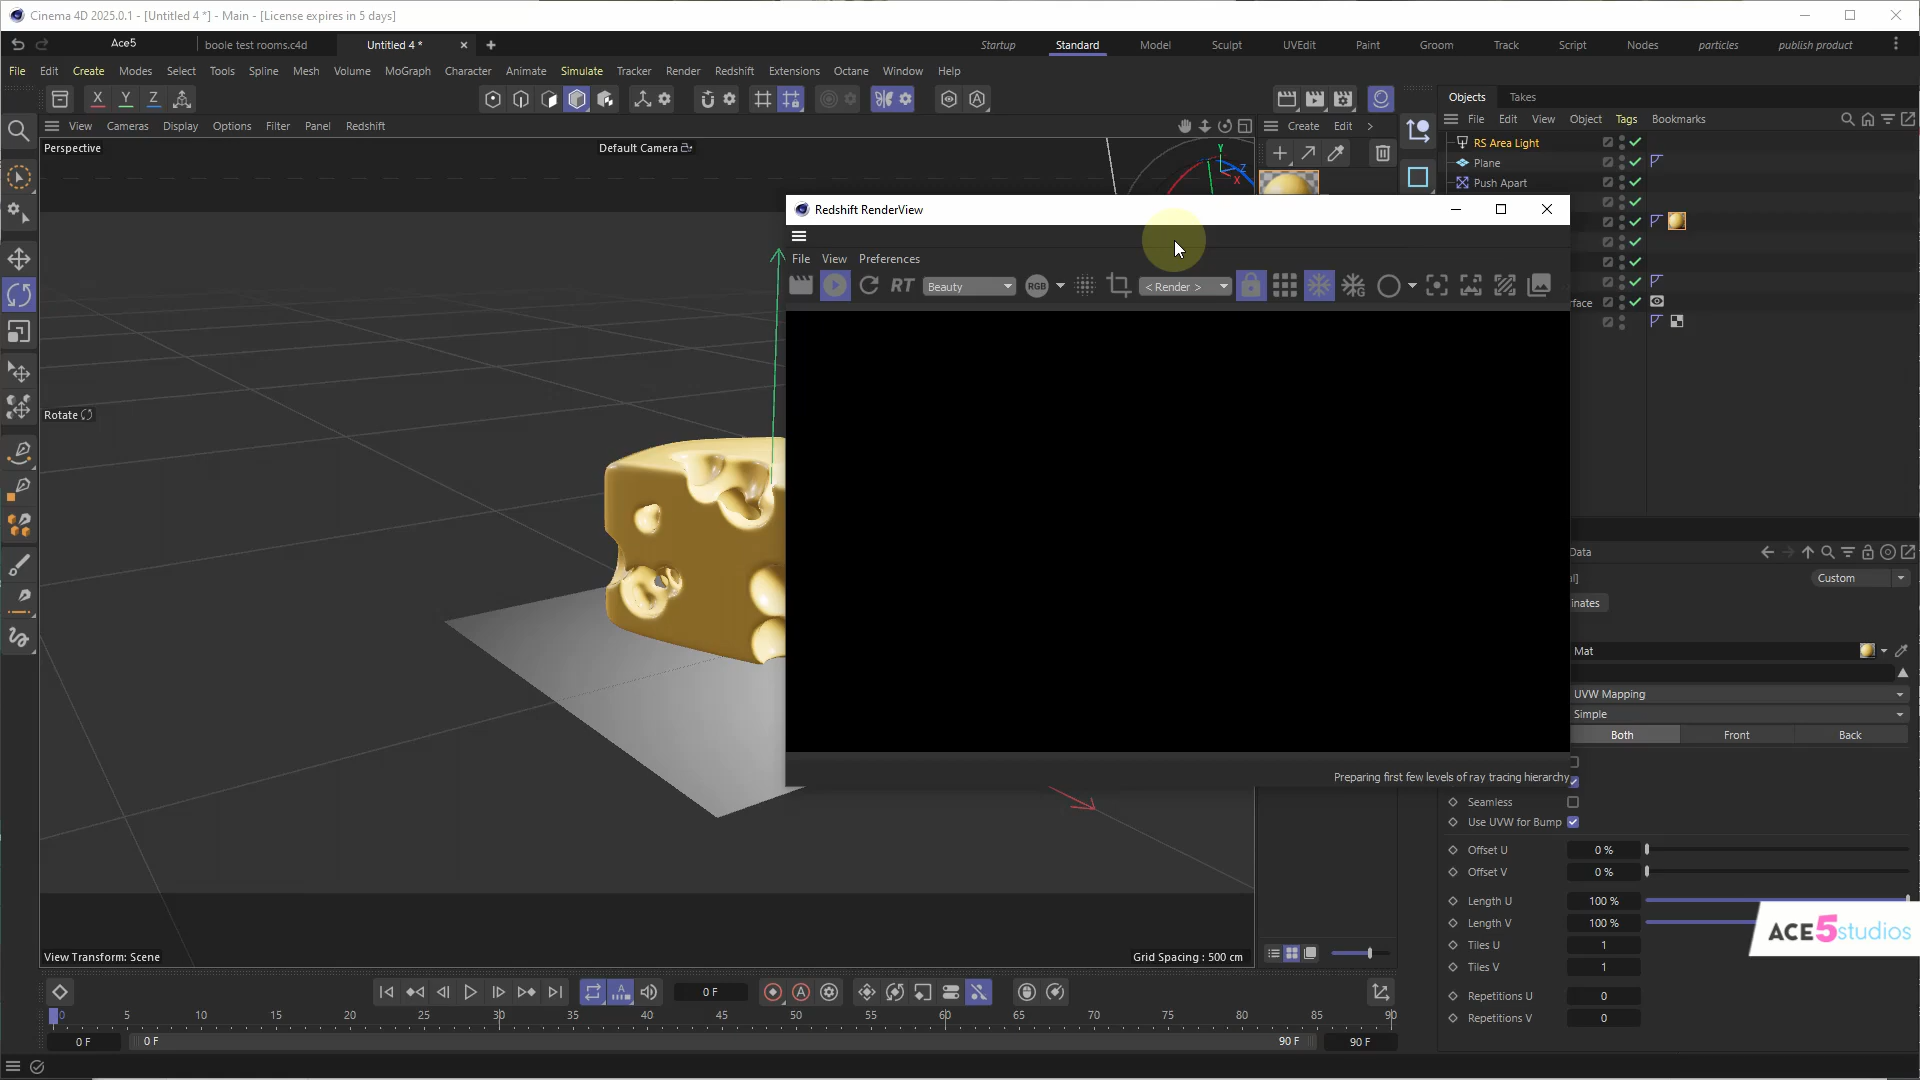 Cinema 4D 2025.0.1 - [Untitled 4 *] - Main - [License expires in 5 days]
Ace5 boole test rooms.c4d Untitled 4 * Startup Standard Model Sculpt UVEdit Paint Groom Track Script Nodes particles publish product
File Edit Create Modes Select Tools Spline Mesh Volume MoGraph Character Animate Simulate Tracker Render Redshift Extensions Octane Window Help
X Y Z
Objects Takes
View Cameras Display Options Filter Panel Redshift Create Edit File Edit View Object Tags Bookmarks
Perspective Default Camera
Y Z X
RS Area Light
Plane
Push Apart
Redshift RenderView
File View Preferences
RT Beauty RGB < Render >
rface
Rotate
Data
Custom
inates
Mat
UVW Mapping
Simple
Both Front Back
Preparing first few levels of ray tracing hierarchy
Seamless
Use UVW for Bump
Offset U 0 %
Offset V 0 %
Length U 100 %
Length V 100 %
Tiles U 1
Tiles V 1
Repetitions U 0
Repetitions V 0
ACE5studios
View Transform: Scene Grid Spacing : 500 cm
0 F
0 5 10 15 20 25 30 35 40 45 50 55 60 65 70 75 80 85 90
0 F 0 F 90 F 90 F